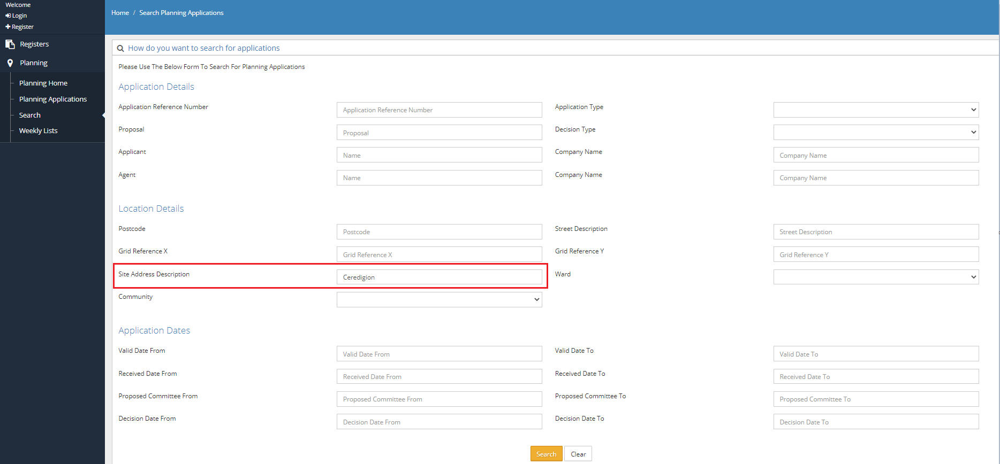 Welcome
Login
Register
Registers
Planning
Planning Home
Planning Applications
Search
Weekly Lists
Home / Search Planning Applications
How do you want to search for applications
Please Use The Below Form To Search For Planning Applications
Application Details
Application Reference Number Application Reference Number Application Type
Proposal Proposal Decision Type
Applicant Name Company Name Company Name
Agent Name Company Name Company Name
Location Details
Postcode Postcode Street Description Street Description
Grid Reference X Grid Reference X Grid Reference Y Grid Reference Y
Site Address Description Ceredigion Ward
Community
Application Dates
Valid Date From Valid Date From Valid Date To Valid Date To
Received Date From Received Date From Received Date To Received Date To
Proposed Committee From Proposed Committee From Proposed Committee To Proposed Committee To
Decision Date From Decision Date From Decision Date To Decision Date To
Search Clear